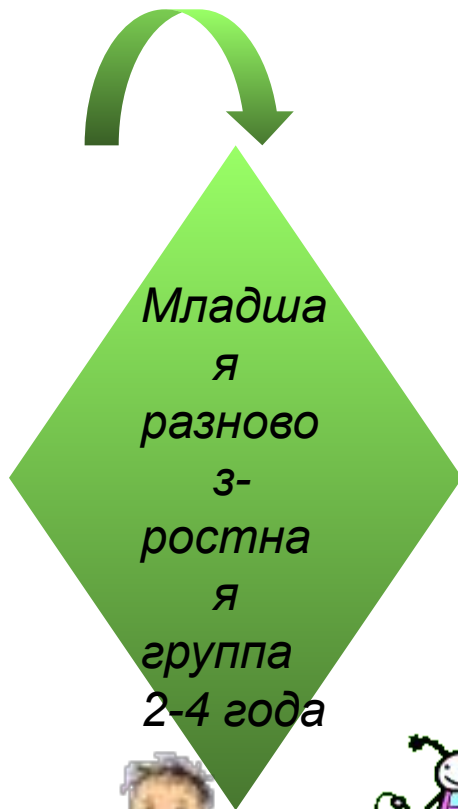 Младша
я
разново
з-
ростна
я
группа
2-4 года